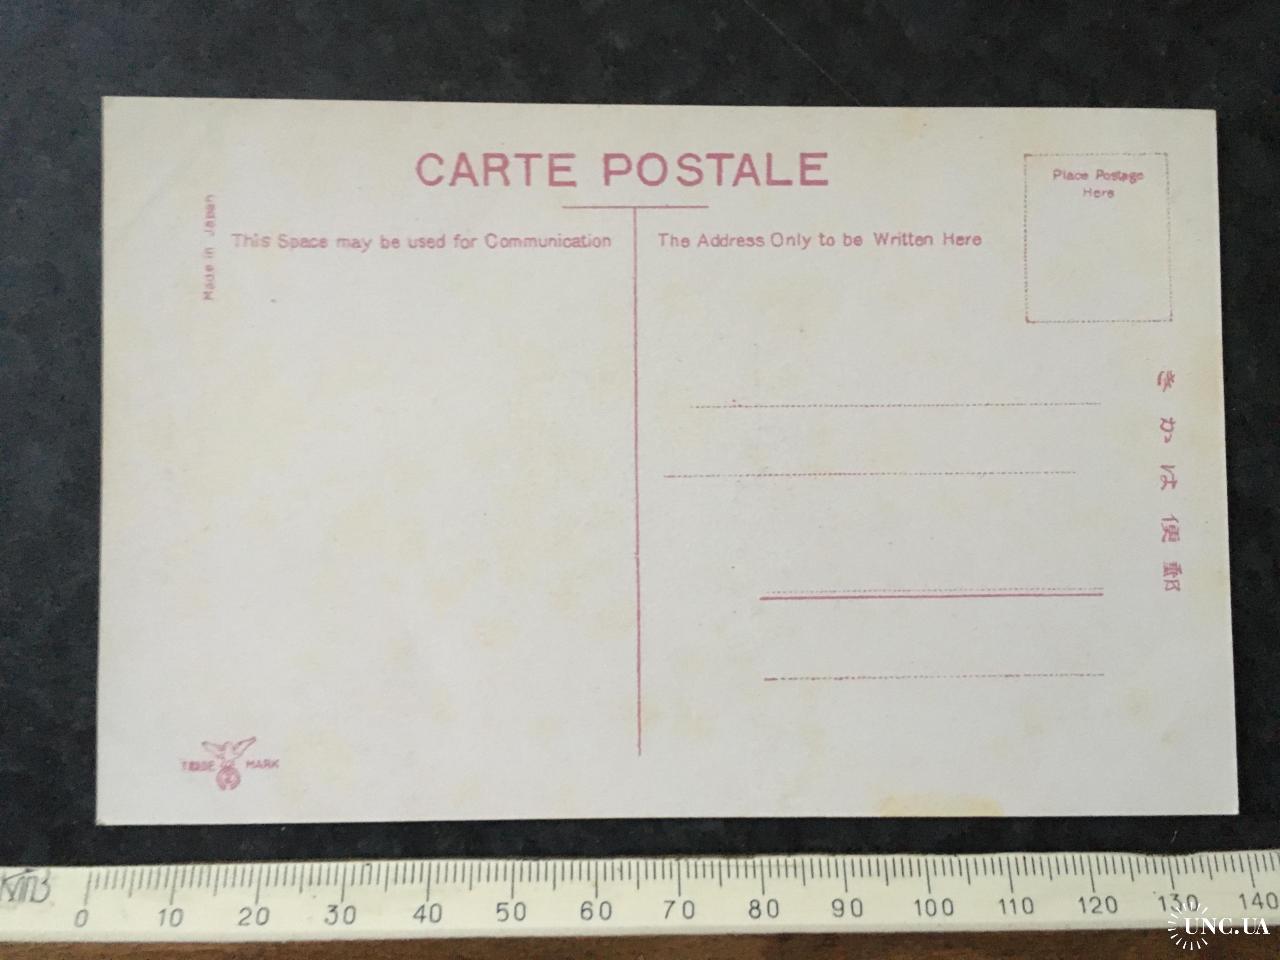 CARTE POSTALE
Place Postage
Here
Made in Japan
This Space may be used for Communication
The Address Only to be Written Here
きかは便郵
TRADE MARK
0 10 20 30 40 50 60 70 80 90 100 110 120 130 140
UNC.UA